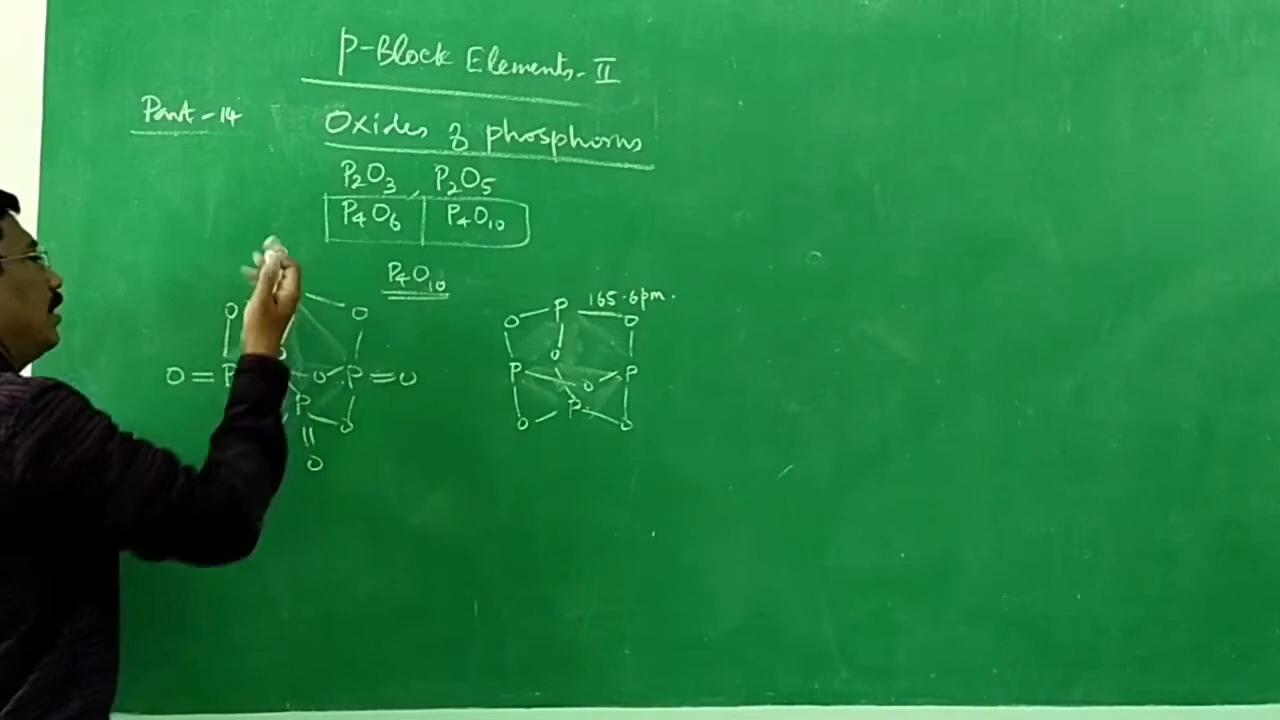 P-Block Elements-II
Part-14
Oxides of phosphorus
P₂O₃, P₂O₅
P₄O₆ P₄O₁₀
P₄O₁₀
P 165.6pm.
O O O O
O O
O = P O P = O P O P
P P
O O O
O